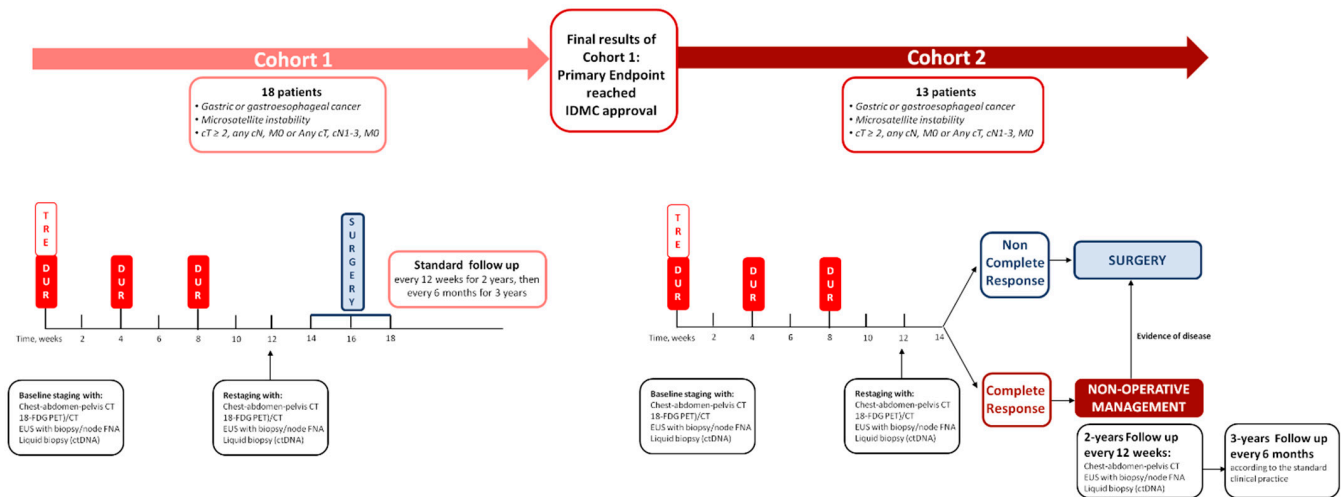 Cohort 1
Final results of
Cohort 1:
Primary Endpoint
reached
IDMC approval
Cohort 2
18 patients
• Gastric or gastroesophageal cancer
• Microsatellite instability
• cT ≥ 2, any cN, M0 or Any cT, cN1-3, M0
13 patients
• Gastric or gastroesophageal cancer
• Microsatellite instability
• cT ≥ 2, any cN, M0 or Any cT, cN1-3, M0
TRE
DUR
DUR
DUR
SURGERY
Standard follow up
every 12 weeks for 2 years, then
every 6 months for 3 years
Time, weeks 2 4 6 8 10 12 14 16 18
Baseline staging with:
Chest-abdomen-pelvis CT
18-FDG PET)/CT
EUS with biopsy/node FNA
Liquid biopsy (ctDNA)
Restaging with:
Chest-abdomen-pelvis CT
18-FDG PET)/CT
EUS with biopsy/node FNA
Liquid biopsy (ctDNA)
TRE
DUR
DUR
DUR
Time, weeks 2 4 6 8 10 12 14
Non
Complete
Response
SURGERY
Evidence of disease
Complete
Response
NON-OPERATIVE
MANAGEMENT
Baseline staging with:
Chest-abdomen-pelvis CT
18-FDG PET)/CT
EUS with biopsy/node FNA
Liquid biopsy (ctDNA)
Restaging with:
Chest-abdomen-pelvis CT
18-FDG PET)/CT
EUS with biopsy/node FNA
Liquid biopsy (ctDNA)
2-years Follow up
every 12 weeks:
Chest-abdomen-pelvis CT
EUS with biopsy/node FNA
Liquid biopsy (ctDNA)
3-years Follow up
every 6 months
according to the standard
clinical practice